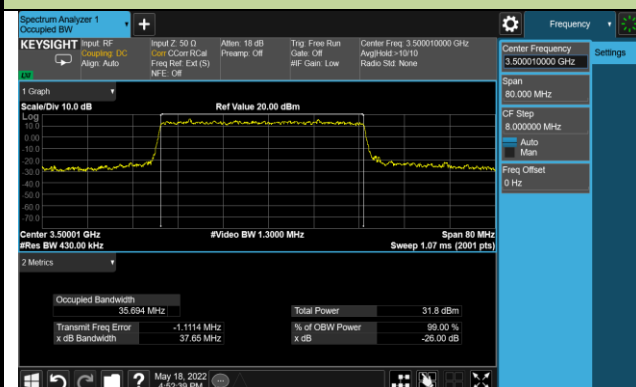 Spectrum Analyzer 1
Occupied BW
Frequency
KEYSIGHT
Input: RF
Coupling: DC
Align: Auto
Input Z: 50 Ω
Corr CCorr RCal
Freq Ref: Ext (S)
NFE: Off
Atten: 18 dB
Preamp: Off
Trig: Free Run
Gate: Off
#IF Gain: Low
Center Freq: 3.500010000 GHz
Avg|Hold:>10/10
Radio Std: None
Center Frequency
3.500010000 GHz
Settings
Span
80.000 MHz
CF Step
8.000000 MHz
Auto
Man
Freq Offset
0 Hz
1 Graph
Scale/Div 10.0 dB
Ref Value 20.00 dBm
Log
10.0
0.00
-10.0
-20.0
-30.0
-40.0
-50.0
-60.0
-70.0
Center 3.50001 GHz
#Video BW 1.3000 MHz
Span 80 MHz
#Res BW 430.00 kHz
Sweep 1.07 ms (2001 pts)
2 Metrics
Occupied Bandwidth
35.694 MHz
Total Power 31.8 dBm
Transmit Freq Error -1.1114 MHz
% of OBW Power 99.00 %
x dB Bandwidth 37.65 MHz
x dB -26.00 dB
?
May 18, 2022
4:52:39 PM